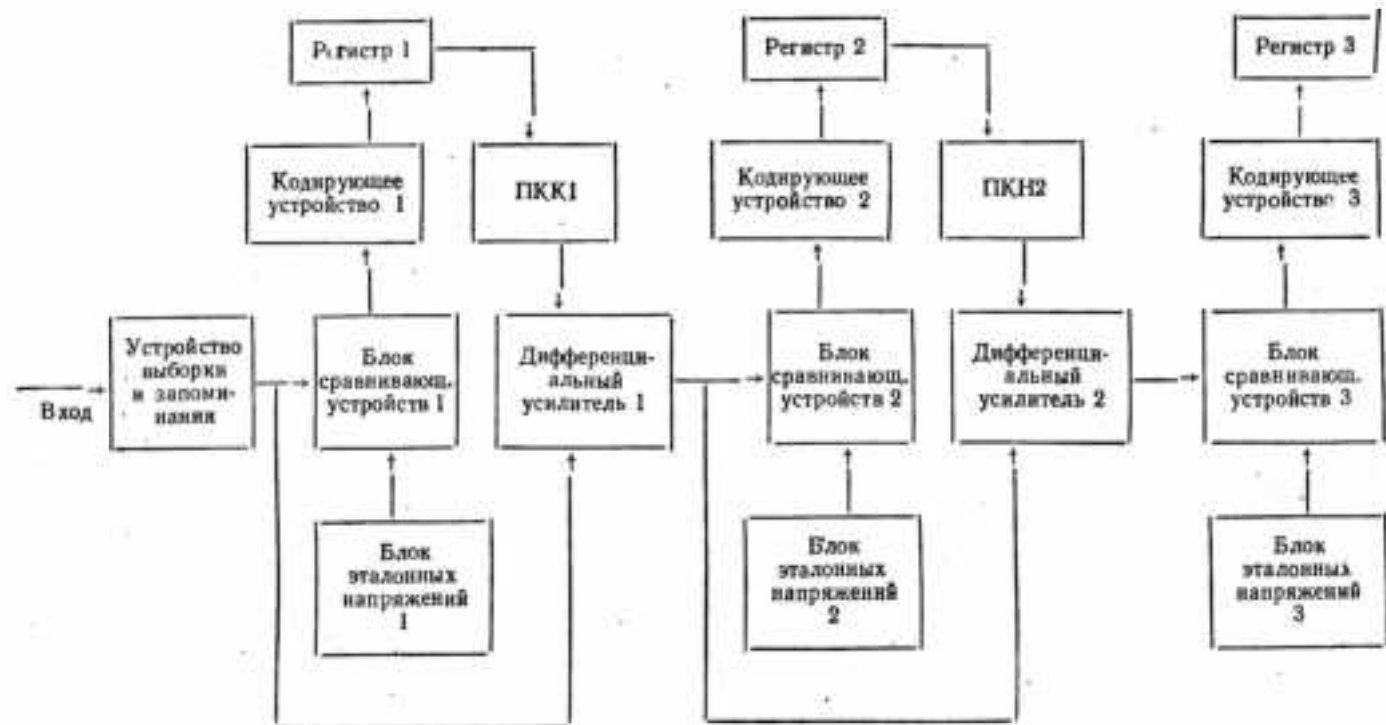 Регистр 1
Регистр 2
Регистр 3
Кодирующее
устройство 1
ПКК1
Кодирующее
устройство 2
ПКН2
Кодирующее
устройство 3
Вход
Устройство
выборки
и запоми-
нания
Блок
сравнивающ.
устройств 1
Дифференци-
альный
усилитель 1
Блок
сравнивающ.
устройств 2
Дифференци-
альный
усилитель 2
Блок
сравнивающ.
устройств 3
Блок
эталонных
напряжений
1
Блок
эталонных
напряжений
2
Блок
эталонных
напряжений
3